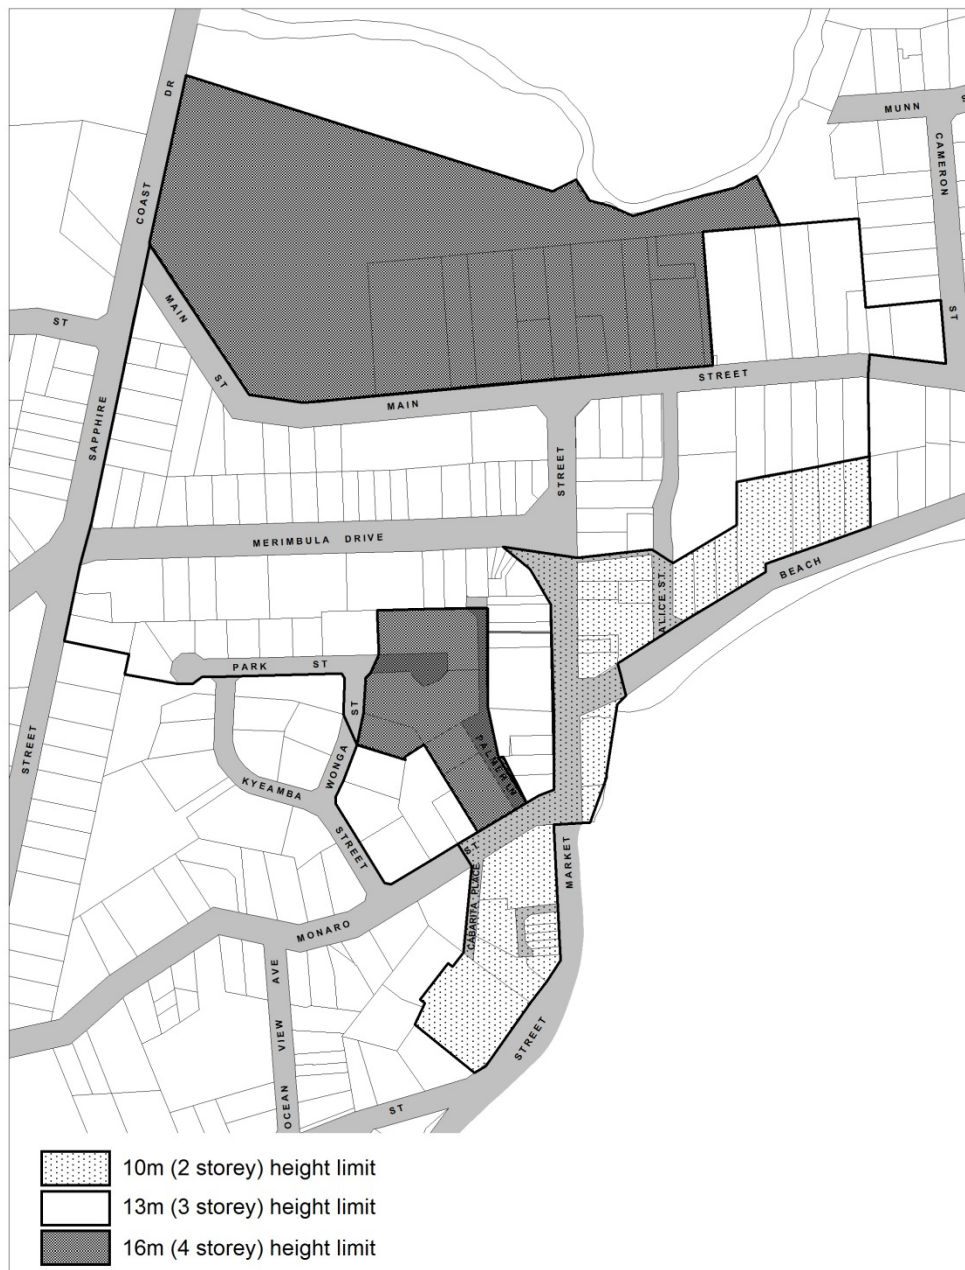 MUNN
S
CAMERON
ST
COAST DR
MAIN ST
ST
SAPPHIRE
STREET
MAIN STREET
STREET
MERIMBULA DRIVE
ALICE ST
BEACH
PARK ST
WONGA ST
KYEAMBA
STREET
PALMER LN
ST
MONARO
CABARITA PLACE
MARKET
STREET
OCEAN VIEW AVE
ST
10m (2 storey) height limit
13m (3 storey) height limit
16m (4 storey) height limit